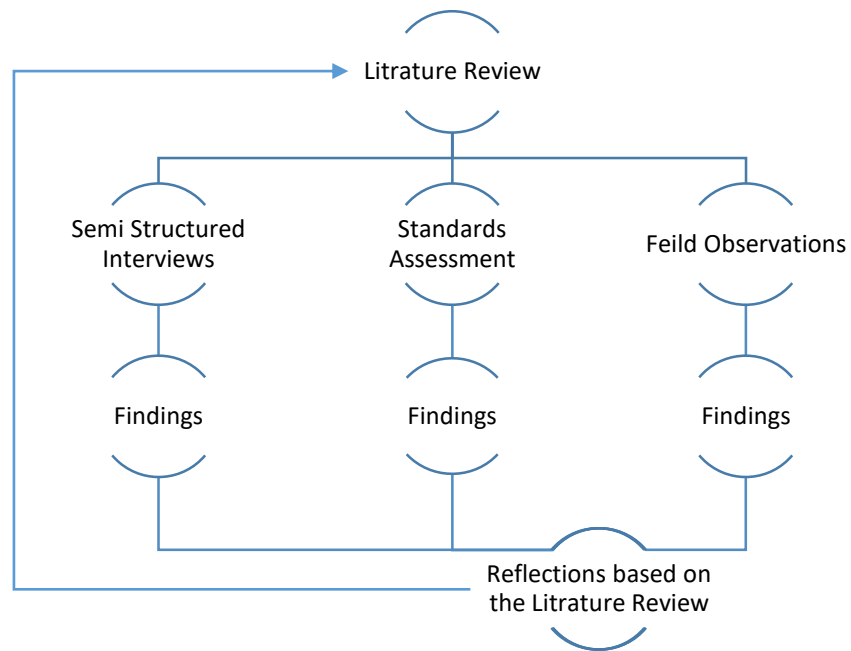 Litrature Review
Semi Structured
Interviews
Standards
Assessment
Feild Observations
Findings
Findings
Findings
Reflections based on
the Litrature Review